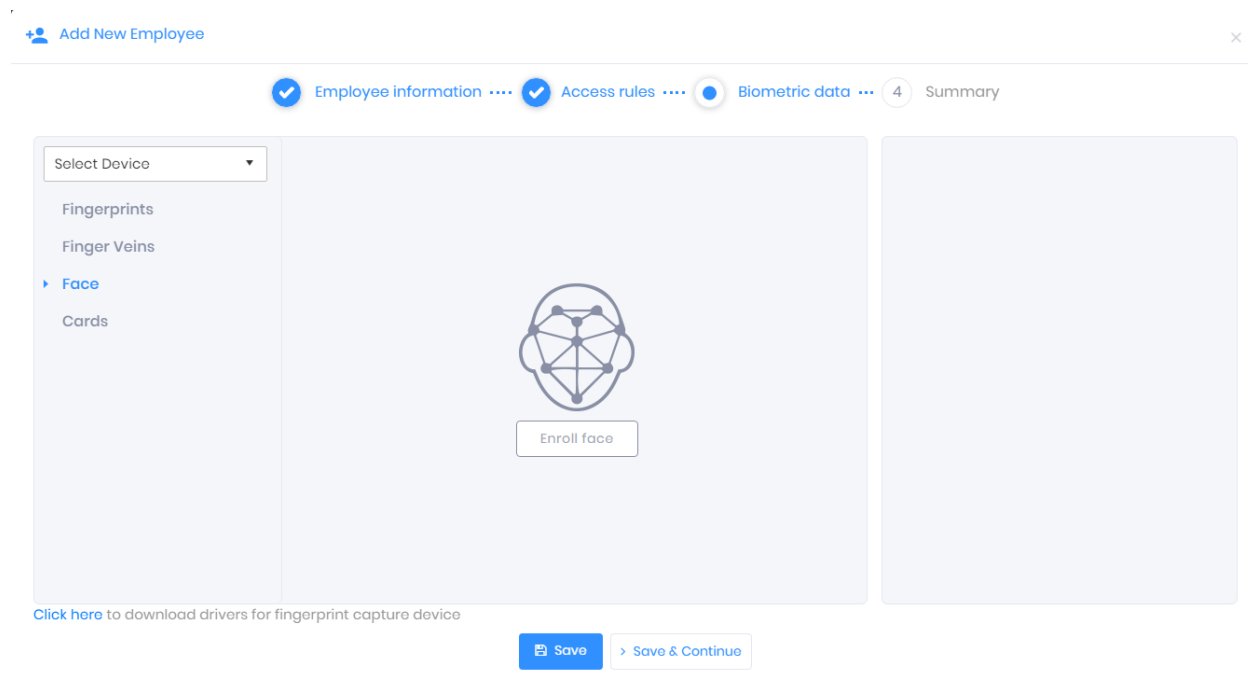 Add New Employee
Employee information
Access rules
Biometric data
4 Summary
Select Device
Fingerprints
Finger Veins
Face
Cards
Enroll face
Click here to download drivers for fingerprint capture device
Save
> Save & Continue